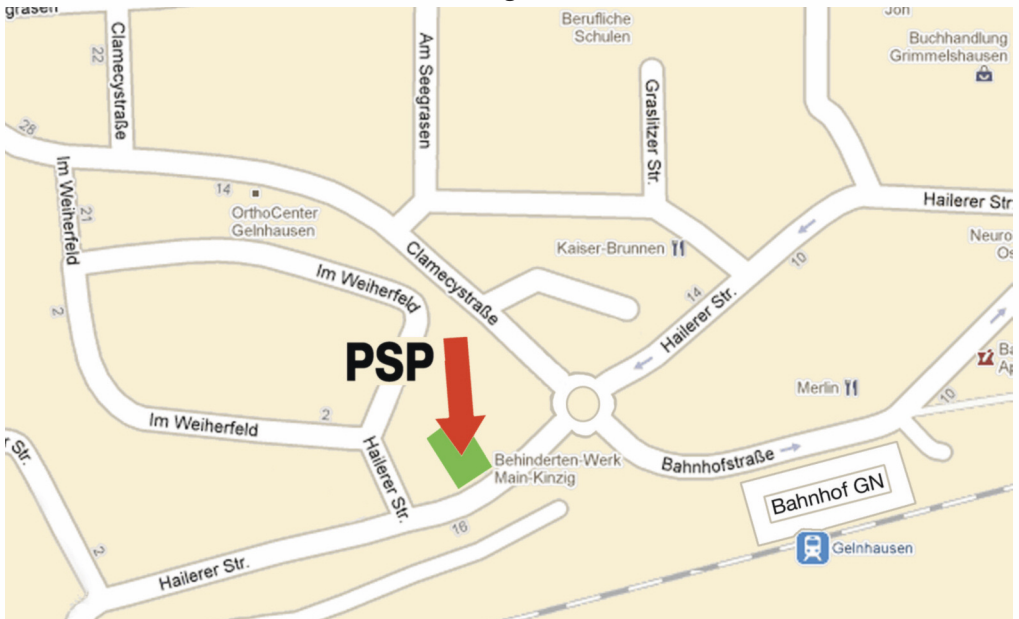 Clamecystraße
22
Am Seegrasen
Berufliche
Schulen
Buchhandlung
Grimmelshausen
Graslitzer Str.
28
Im Weiherfeld
21
14
OrthoCenter
Gelnhausen
Hailerer Str.
Kaiser-Brunnen
10
Clamecystraße
Im Weiherfeld
14
Hailerer Str.
2
PSP
Merlin
10
Im Weiherfeld
2
Hailerer Str.
Behinderten-Werk
Main-Kinzig
Bahnhofstraße
Bahnhof GN
16
Gelnhausen
2
Hailerer Str.